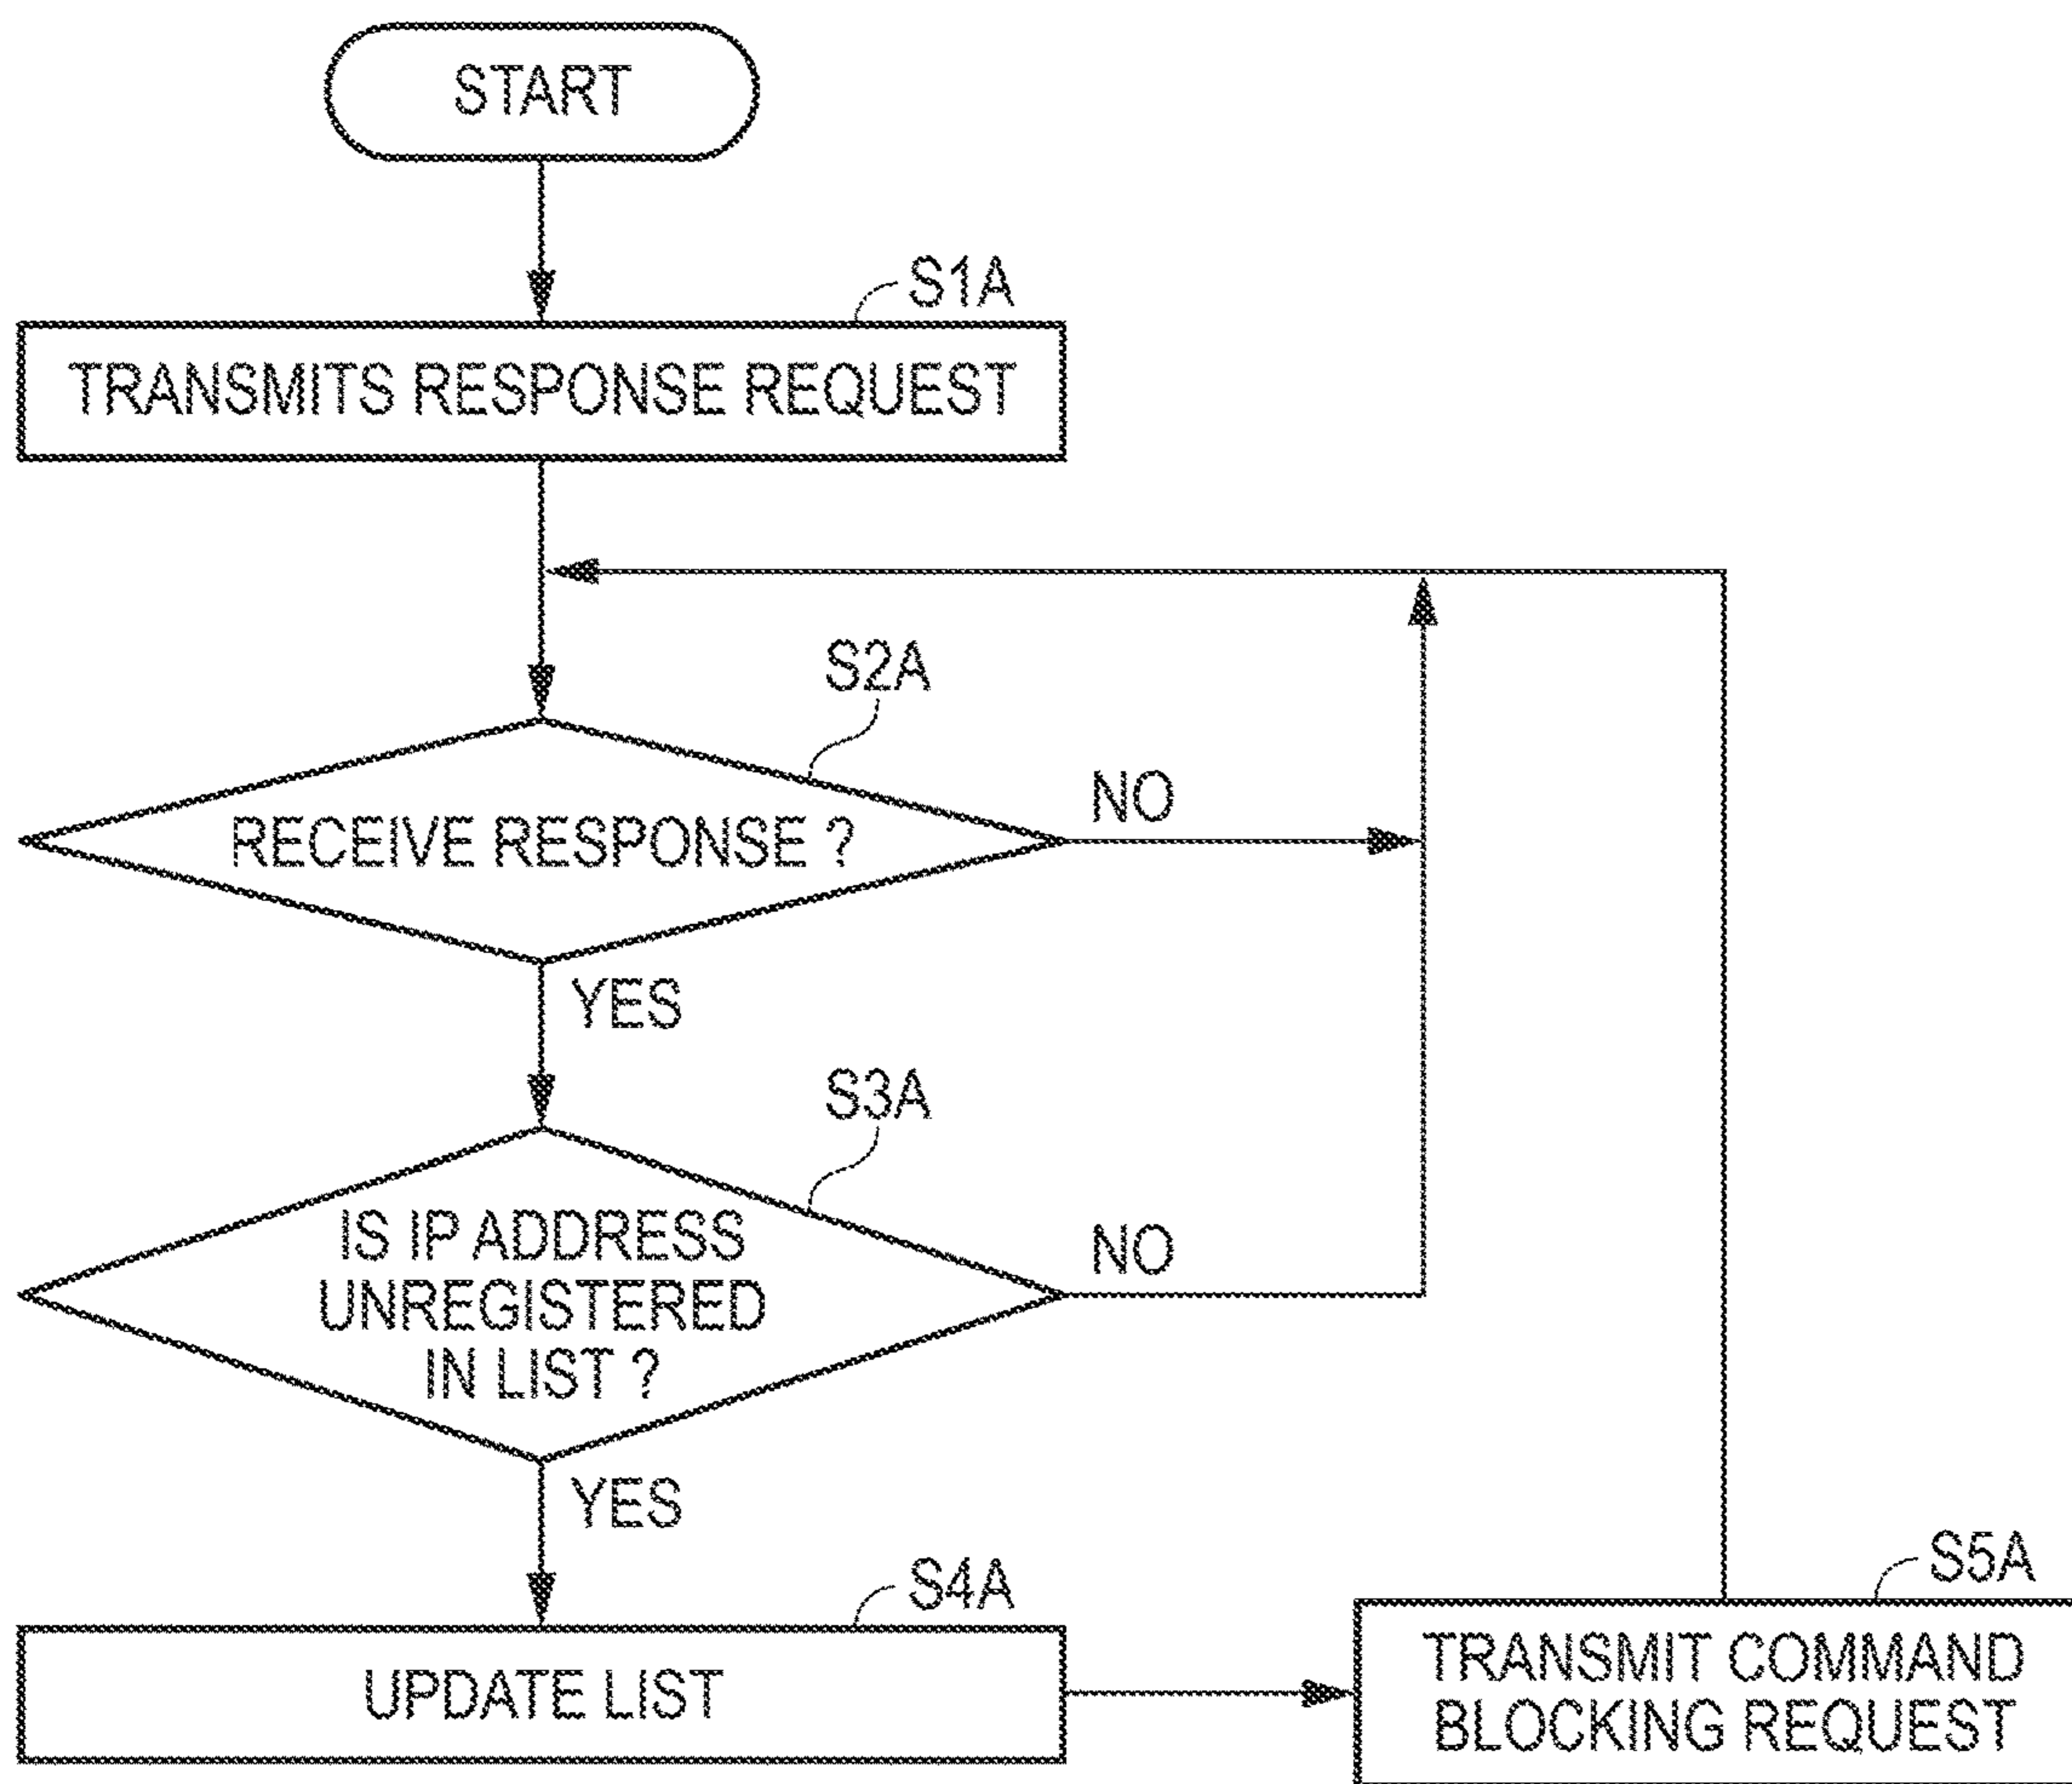 START
S1A
TRANSMITS RESPONSE REQUEST
S2A
RECEIVE RESPONSE ?
NO
YES
S3A
IS IP ADDRESS
UNREGISTERED
IN LIST ?
NO
YES
S4A
UPDATE LIST
S5A
TRANSMIT COMMAND
BLOCKING REQUEST